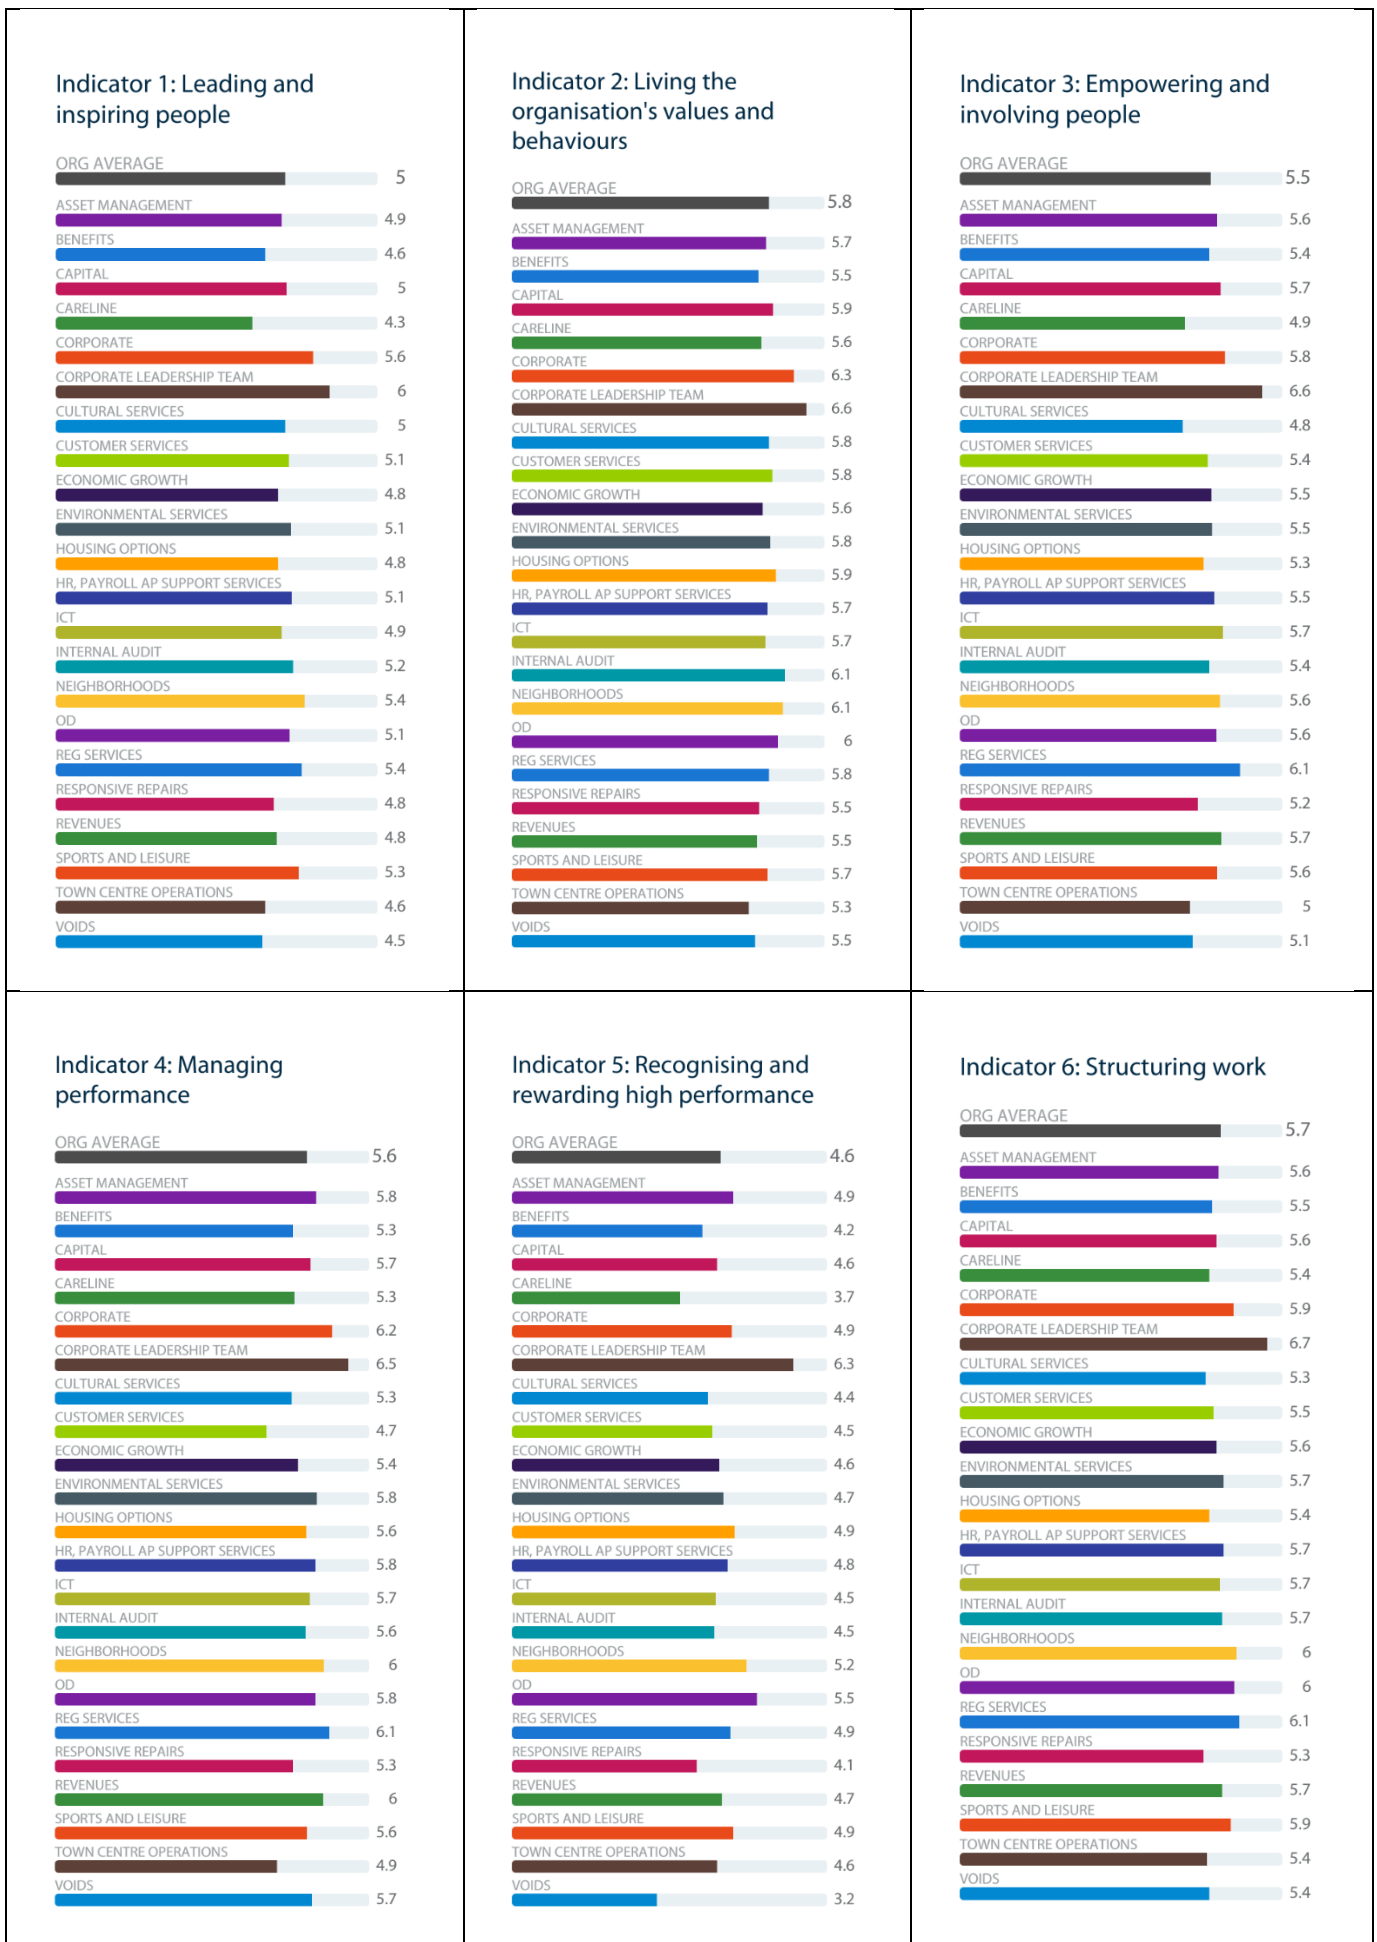 Indicator 1: Leading and
inspiring people
ORG AVERAGE
5
ASSET MANAGEMENT
4.9
BENEFITS
4.6
CAPITAL
5
CARELINE
4.3
CORPORATE
5.6
CORPORATE LEADERSHIP TEAM
6
CULTURAL SERVICES
5
CUSTOMER SERVICES
5.1
ECONOMIC GROWTH
4.8
ENVIRONMENTAL SERVICES
5.1
HOUSING OPTIONS
4.8
HR, PAYROLL AP SUPPORT SERVICES
5.1
ICT
4.9
INTERNAL AUDIT
5.2
NEIGHBORHOODS
5.4
OD
5.1
REG SERVICES
5.4
RESPONSIVE REPAIRS
4.8
REVENUES
4.8
SPORTS AND LEISURE
5.3
TOWN CENTRE OPERATIONS
4.6
VOIDS
4.5
Indicator 2: Living the
organisation's values and
behaviours
ORG AVERAGE
5.8
ASSET MANAGEMENT
5.7
BENEFITS
5.5
CAPITAL
5.9
CARELINE
5.6
CORPORATE
6.3
CORPORATE LEADERSHIP TEAM
6.6
CULTURAL SERVICES
5.8
CUSTOMER SERVICES
5.8
ECONOMIC GROWTH
5.6
ENVIRONMENTAL SERVICES
5.8
HOUSING OPTIONS
5.9
HR, PAYROLL AP SUPPORT SERVICES
5.7
ICT
5.7
INTERNAL AUDIT
6.1
NEIGHBORHOODS
6.1
OD
6
REG SERVICES
5.8
RESPONSIVE REPAIRS
5.5
REVENUES
5.5
SPORTS AND LEISURE
5.7
TOWN CENTRE OPERATIONS
5.3
VOIDS
5.5
Indicator 3: Empowering and
involving people
ORG AVERAGE
5.5
ASSET MANAGEMENT
5.6
BENEFITS
5.4
CAPITAL
5.7
CARELINE
4.9
CORPORATE
5.8
CORPORATE LEADERSHIP TEAM
6.6
CULTURAL SERVICES
4.8
CUSTOMER SERVICES
5.4
ECONOMIC GROWTH
5.5
ENVIRONMENTAL SERVICES
5.5
HOUSING OPTIONS
5.3
HR, PAYROLL AP SUPPORT SERVICES
5.5
ICT
5.7
INTERNAL AUDIT
5.4
NEIGHBORHOODS
5.6
OD
5.6
REG SERVICES
6.1
RESPONSIVE REPAIRS
5.2
REVENUES
5.7
SPORTS AND LEISURE
5.6
TOWN CENTRE OPERATIONS
5
VOIDS
5.1
Indicator 4: Managing
performance
ORG AVERAGE
5.6
ASSET MANAGEMENT
5.8
BENEFITS
5.3
CAPITAL
5.7
CARELINE
5.3
CORPORATE
6.2
CORPORATE LEADERSHIP TEAM
6.5
CULTURAL SERVICES
5.3
CUSTOMER SERVICES
4.7
ECONOMIC GROWTH
5.4
ENVIRONMENTAL SERVICES
5.8
HOUSING OPTIONS
5.6
HR, PAYROLL AP SUPPORT SERVICES
5.8
ICT
5.7
INTERNAL AUDIT
5.6
NEIGHBORHOODS
6
OD
5.8
REG SERVICES
6.1
RESPONSIVE REPAIRS
5.3
REVENUES
6
SPORTS AND LEISURE
5.6
TOWN CENTRE OPERATIONS
4.9
VOIDS
5.7
Indicator 5: Recognising and
rewarding high performance
ORG AVERAGE
4.6
ASSET MANAGEMENT
4.9
BENEFITS
4.2
CAPITAL
4.6
CARELINE
3.7
CORPORATE
4.9
CORPORATE LEADERSHIP TEAM
6.3
CULTURAL SERVICES
4.4
CUSTOMER SERVICES
4.5
ECONOMIC GROWTH
4.6
ENVIRONMENTAL SERVICES
4.7
HOUSING OPTIONS
4.9
HR, PAYROLL AP SUPPORT SERVICES
4.8
ICT
4.5
INTERNAL AUDIT
4.5
NEIGHBORHOODS
5.2
OD
5.5
REG SERVICES
4.9
RESPONSIVE REPAIRS
4.1
REVENUES
4.7
SPORTS AND LEISURE
4.9
TOWN CENTRE OPERATIONS
4.6
VOIDS
3.2
Indicator 6: Structuring work
ORG AVERAGE
5.7
ASSET MANAGEMENT
5.6
BENEFITS
5.5
CAPITAL
5.6
CARELINE
5.4
CORPORATE
5.9
CORPORATE LEADERSHIP TEAM
6.7
CULTURAL SERVICES
5.3
CUSTOMER SERVICES
5.5
ECONOMIC GROWTH
5.6
ENVIRONMENTAL SERVICES
5.7
HOUSING OPTIONS
5.4
HR, PAYROLL AP SUPPORT SERVICES
5.7
ICT
5.7
INTERNAL AUDIT
5.7
NEIGHBORHOODS
6
OD
6
REG SERVICES
6.1
RESPONSIVE REPAIRS
5.3
REVENUES
5.7
SPORTS AND LEISURE
5.9
TOWN CENTRE OPERATIONS
5.4
VOIDS
5.4